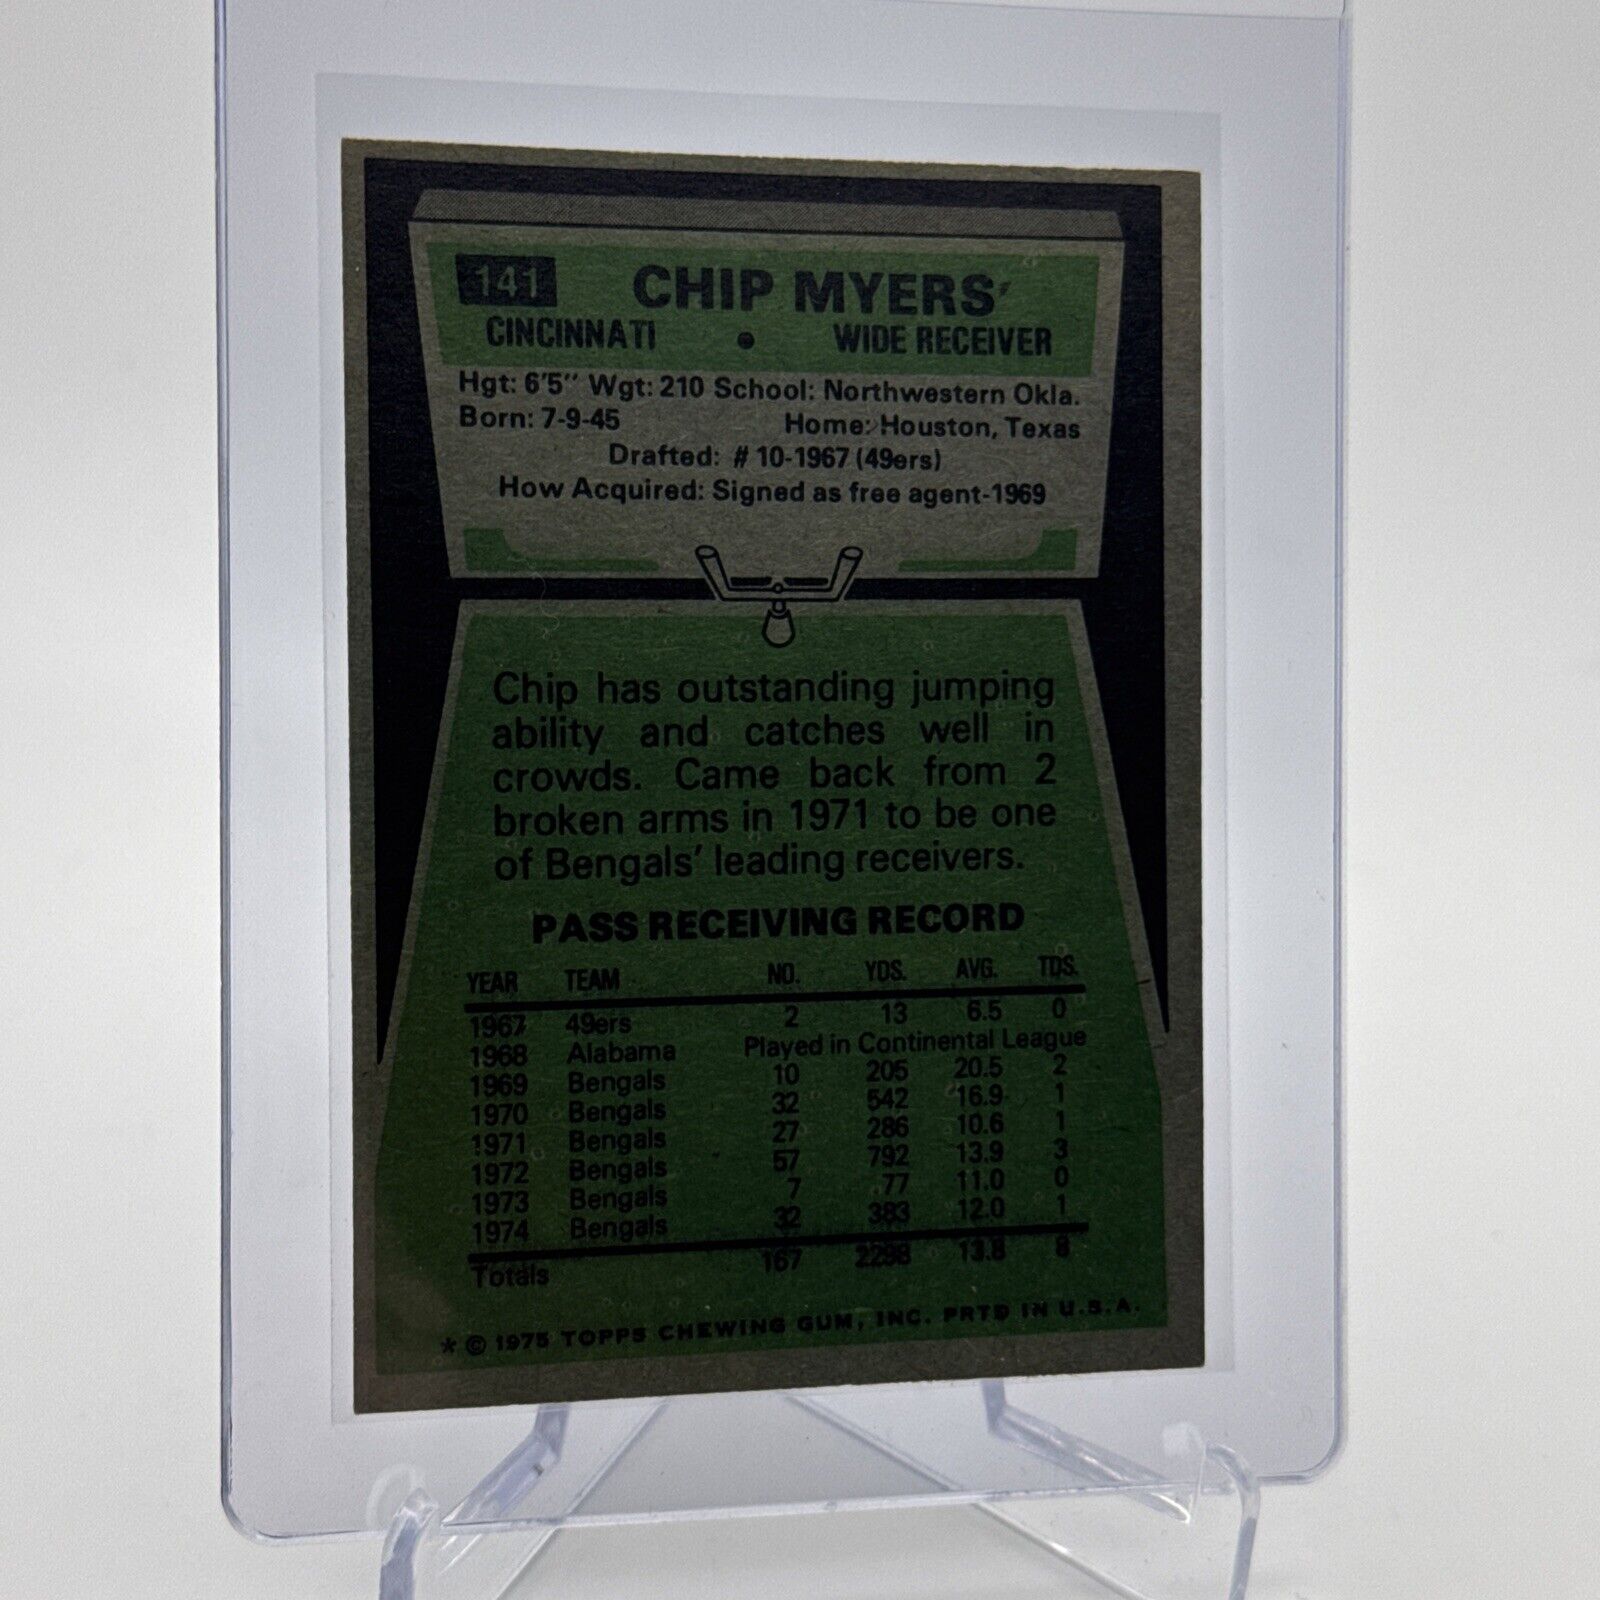 141 CHIP MYERS
CINCINNATI • WIDE RECEIVER
Hgt: 6'5" Wgt: 210 School: Northwestern Okla.
Born: 7-9-45 Home: Houston, Texas
Drafted: #10-1967 (49ers)
How Acquired: Signed as free agent-1969
Chip has outstanding jumping
ability and catches well in
crowds. Came back from 2
broken arms in 1971 to be one
of Bengals' leading receivers.
PASS RECEIVING RECORD
YEAR TEAM NO. YDS. AVG. TDS.
1967 49ers 2 13 6.5 0
1968 Alabama Played in Continental League
1969 Bengals 10 205 20.5 2
1970 Bengals 32 542 16.9 1
1971 Bengals 27 286 10.6 1
1972 Bengals 57 792 13.9 3
1973 Bengals 7 77 11.0 0
1974 Bengals 32 383 12.0 1
Totals 167 2298 13.8 8
* © 1975 TOPPS CHEWING GUM, INC. PRTD IN U.S.A.